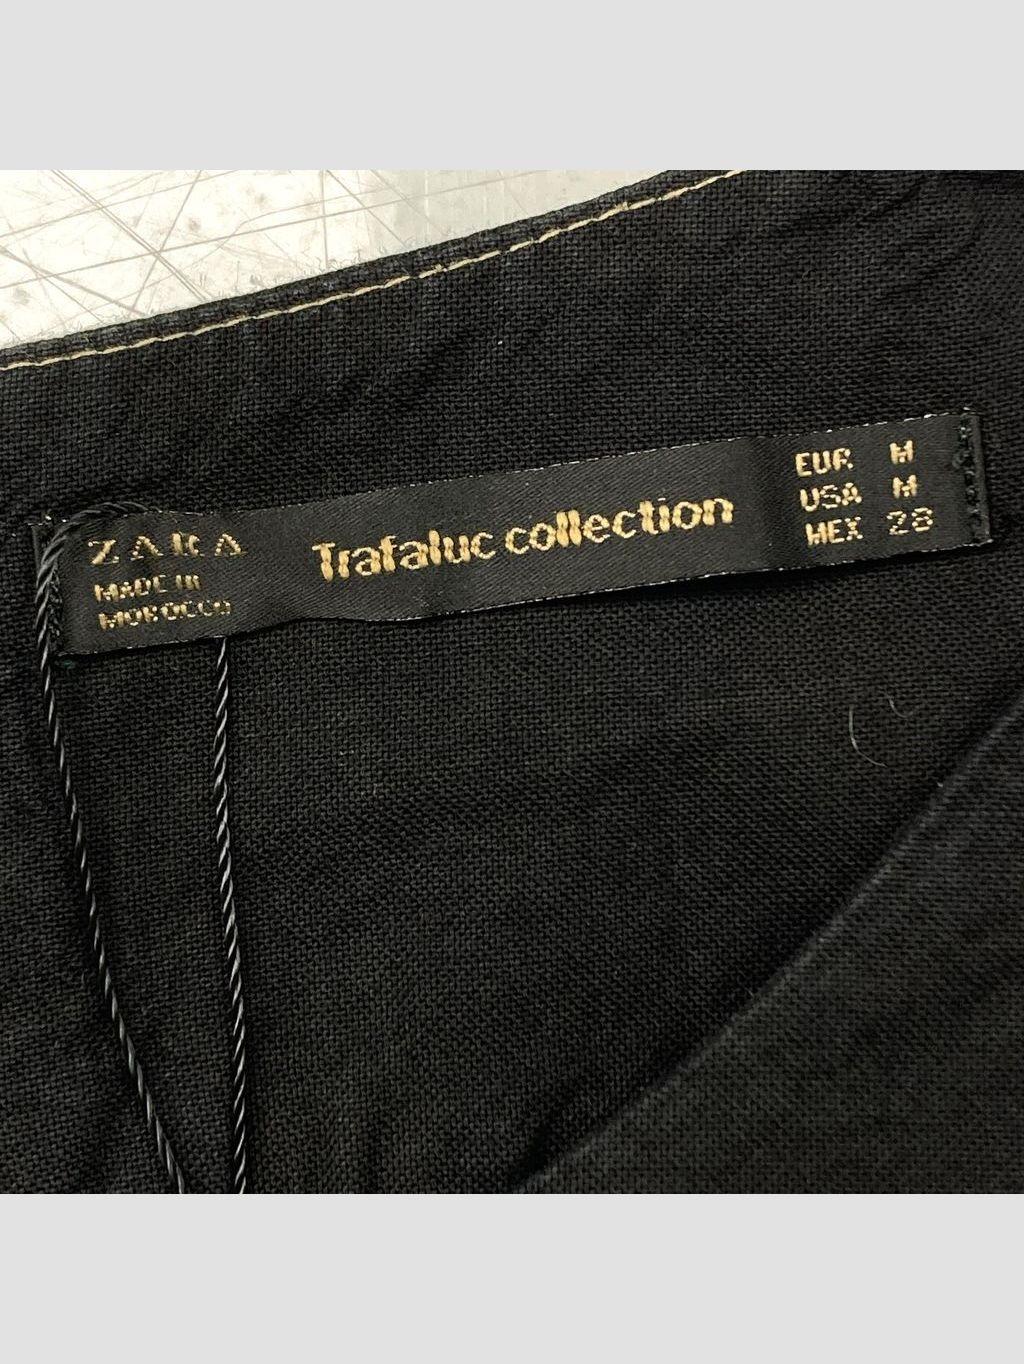 ZARA
MADE IN
MOROCCO
Trafaluc collection
EUR M
USA M
MEX 28